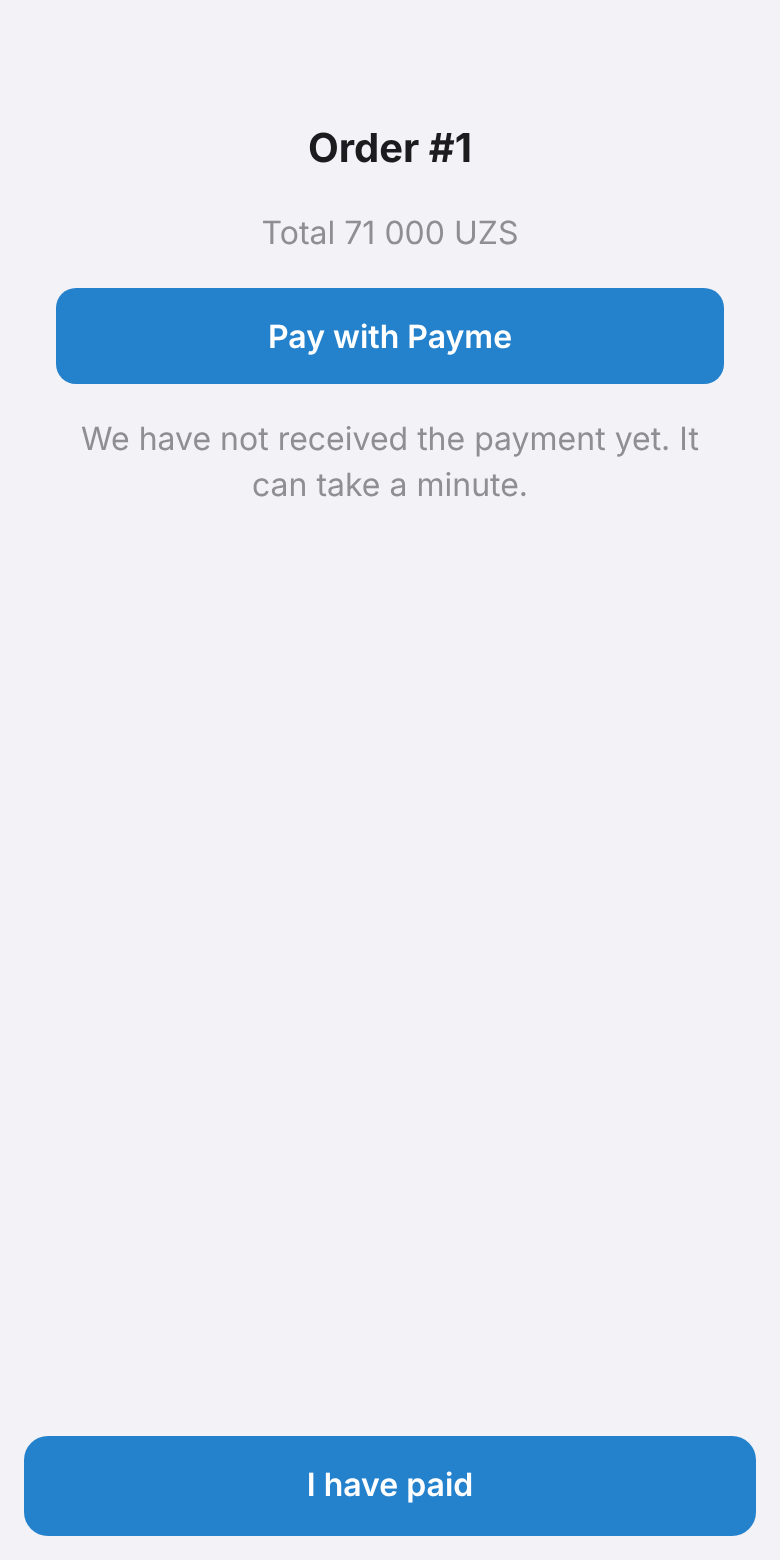 Order #1
Total 71 000 UZS
Pay with Payme
We have not received the payment yet. It
can take a minute.
I have paid